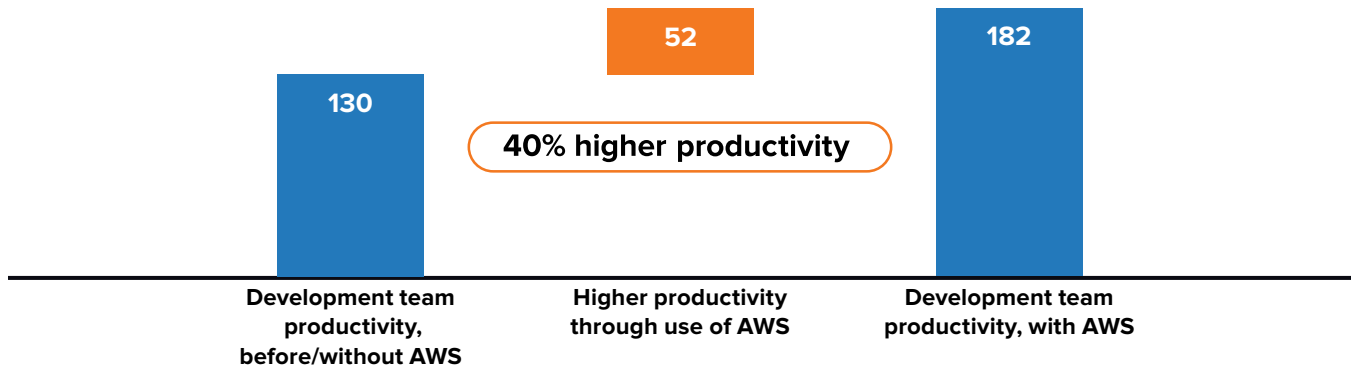 52
182
130
40% higher productivity
Development team
productivity,
before/without AWS
Higher productivity
through use of AWS
Development team
productivity, with AWS